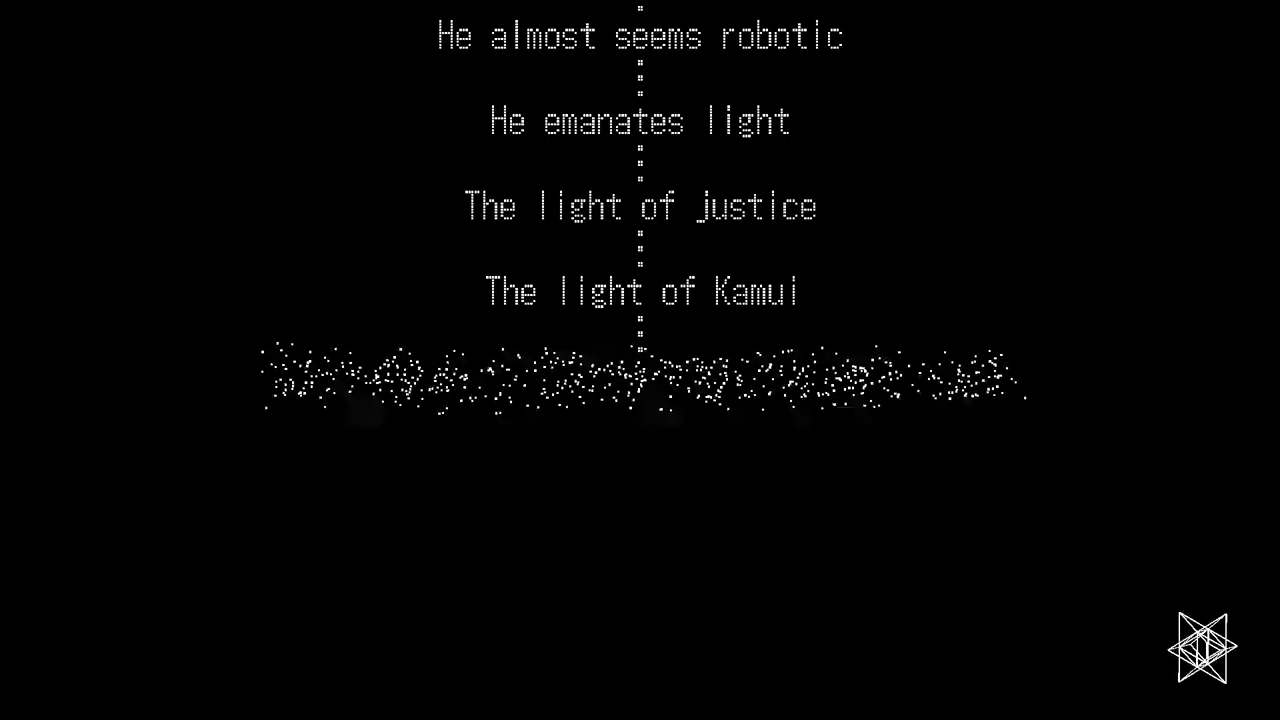 He almost seems robotic
He emanates light
The light of justice
The light of Kamui